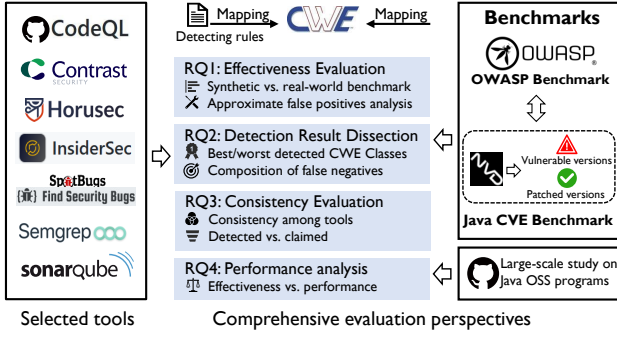 CodeQL
Contrast
SECURITY
Horusec
InsiderSec
SpotBugs
Find Security Bugs
Semgrep
sonarqube
Selected tools
Mapping
CWE
Mapping
Detecting rules
RQ1: Effectiveness Evaluation
Synthetic vs. real-world benchmark
Approximate false positives analysis
RQ2: Detection Result Dissection
Best/worst detected CWE Classes
Composition of false negatives
RQ3: Consistency Evaluation
Consistency among tools
Detected vs. claimed
RQ4: Performance analysis
Effectiveness vs. performance
Comprehensive evaluation perspectives
Benchmarks
OWASP
OWASP Benchmark
NVD
Vulnerable versions
Patched versions
Java CVE Benchmark
Large-scale study on
Java OSS programs